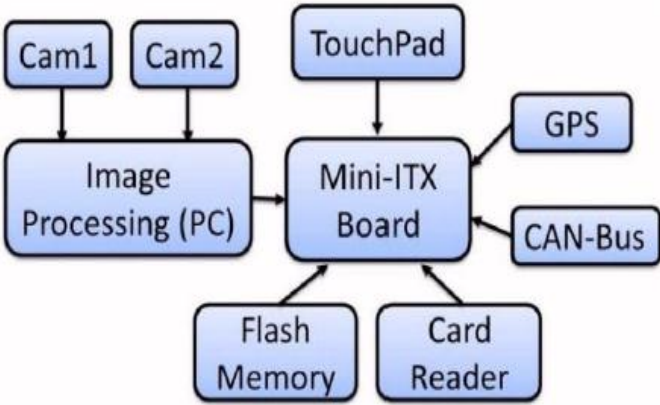 Cam1
Cam2
TouchPad
GPS
Image
Processing (PC)
Mini-ITX
Board
CAN-Bus
Flash
Memory
Card
Reader